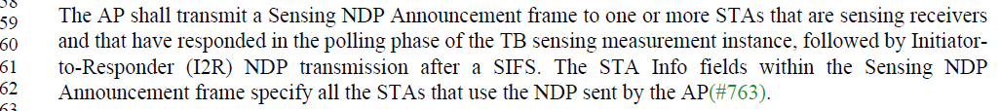 58
59 The AP shall transmit a Sensing NDP Announcement frame to one or more STAs that are sensing receivers
60 and that have responded in the polling phase of the TB sensing measurement instance, followed by Initiator-
61 to-Responder (I2R) NDP transmission after a SIFS. The STA Info fields within the Sensing NDP
62 Announcement frame specify all the STAs that use the NDP sent by the AP(#763).
63